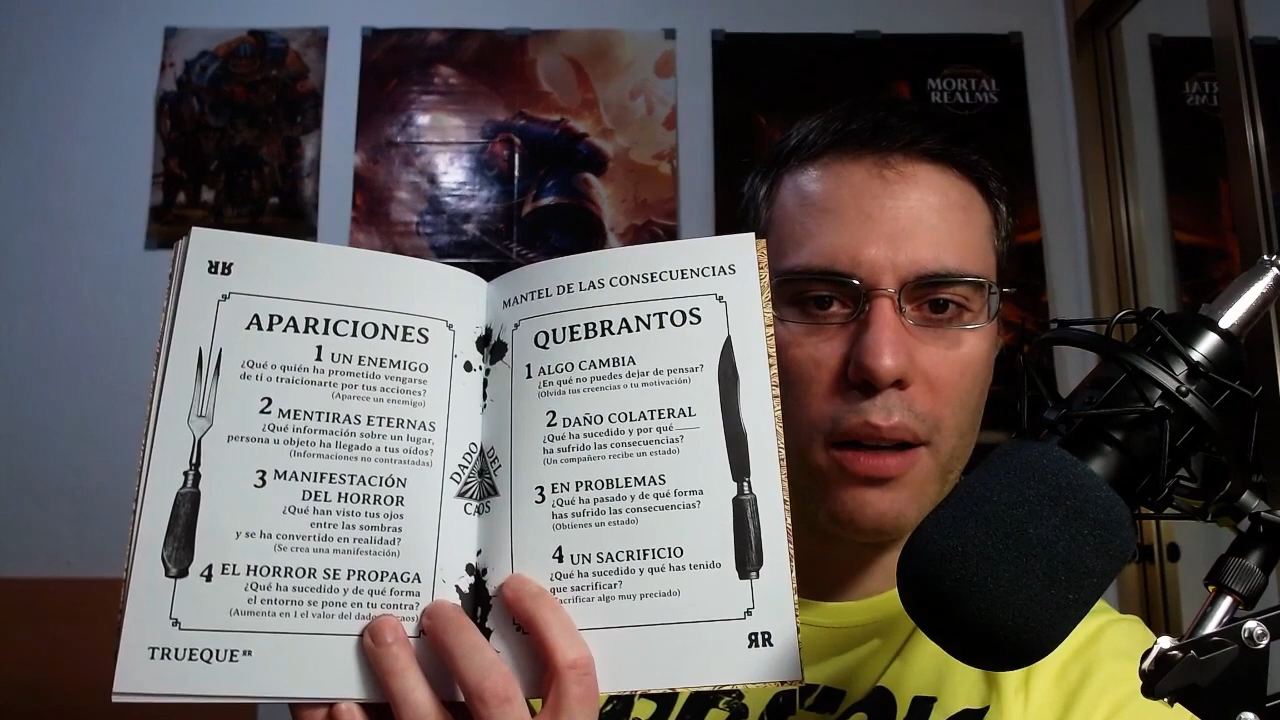 MORTAL
REALMS
ЯR
APARICIONES
1 UN ENEMIGO
¿Qué o quién ha prometido vengarse
de ti o traicionarte por tus acciones?
(Aparece un enemigo)
2 MENTIRAS ETERNAS
¿Qué información sobre un lugar,
persona u objeto ha llegado a tus oídos?
(Informaciones no contrastadas)
3 MANIFESTACIÓN
DEL HORROR
¿Qué han visto tus ojos
entre las sombras
y se ha convertido en realidad?
(Se crea una manifestación)
4 EL HORROR SE PROPAGA
¿Qué ha sucedido y de qué forma
el entorno se pone en tu contra?
(Aumenta en 1 el valor del dado caos)
TRUEQUE ЯR
DADO DEL
CAOS
MANTEL DE LAS CONSECUENCIAS
QUEBRANTOS
1 ALGO CAMBIA
¿En qué no puedes dejar de pensar?
(Olvida tus creencias o tu motivación)
2 DAÑO COLATERAL
¿Qué ha sucedido y por qué ____
ha sufrido las consecuencias?
(Un compañero recibe un estado)
3 EN PROBLEMAS
¿Qué ha pasado y de qué forma
has sufrido las consecuencias?
(Obtienes un estado)
4 UN SACRIFICIO
¿Qué ha sucedido y qué has tenido
que sacrificar?
(Sacrificar algo muy preciado)
ЯR